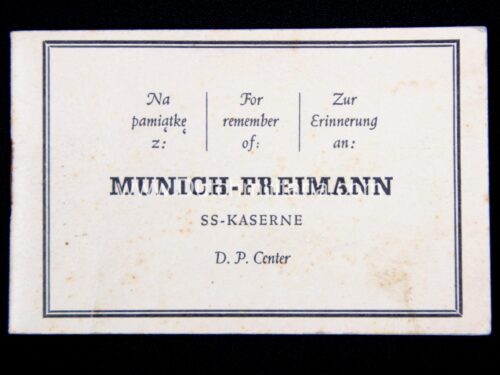 Na pamiątkę z:
For remember of:
Zur Erinnerung an:
MUNICH-FREIMANN
SS-KASERNE
D. P. Center